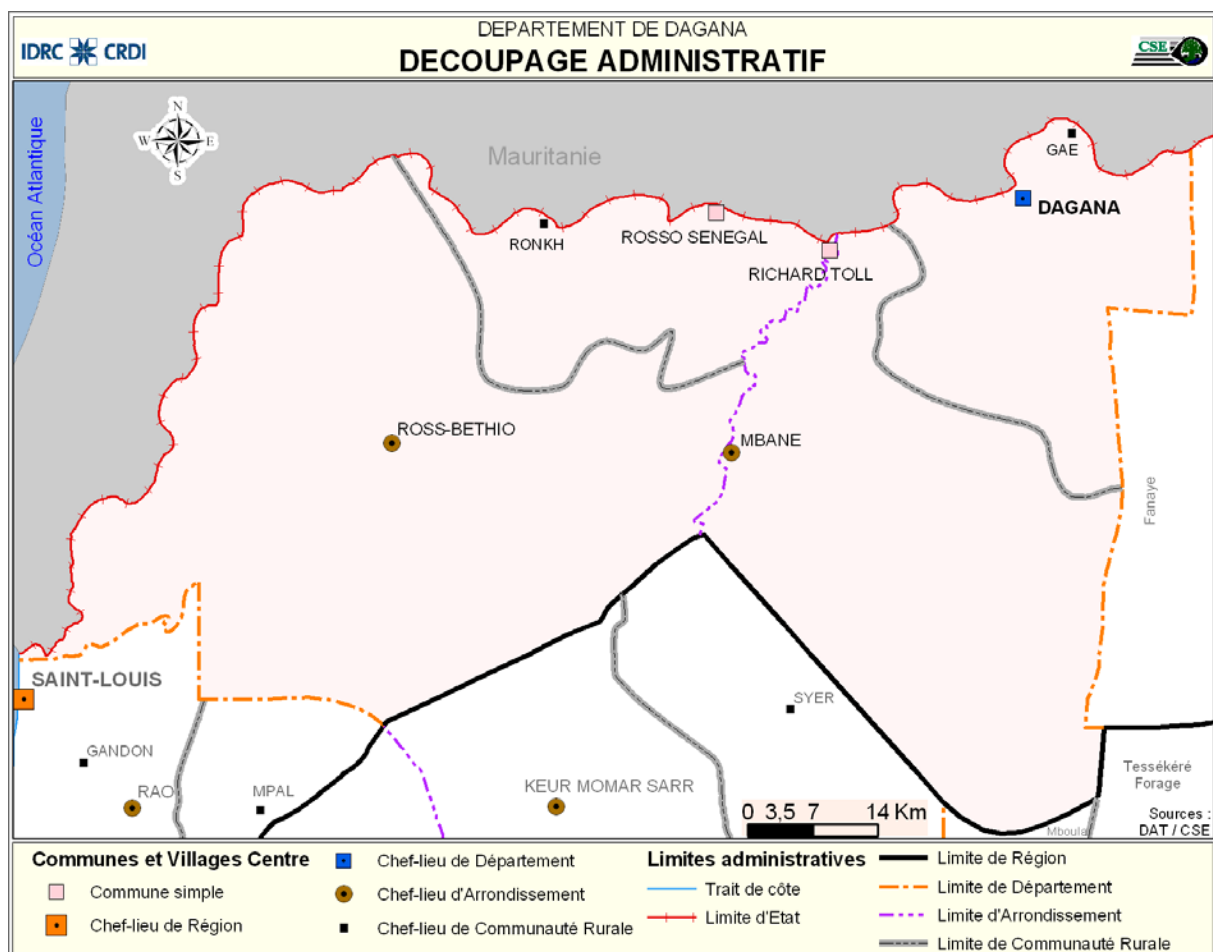 DEPARTEMENT DE DAGANA
IDRC CRDI
DECOUPAGE ADMINISTRATIF
CSE
Océan Atlantique
N
W E
S
Mauritanie
GAE
DAGANA
RONKH
ROSSO SENEGAL
RICHARD TOLL
ROSS-BETHIO
MBANE
Fanaye
SAINT-LOUIS
SYER
GANDON
RAO
MPAL
KEUR MOMAR SARR
Tessékéré
Forage
0 3,5 7 14 Km
Mboula
Sources :
DAT / CSE
Communes et Villages Centre
Commune simple
Chef-lieu de Région
Chef-lieu de Département
Chef-lieu d'Arrondissement
Chef-lieu de Communauté Rurale
Limites administratives
Trait de côte
Limite d'Etat
Limite de Région
Limite de Département
Limite d'Arrondissement
Limite de Communauté Rurale